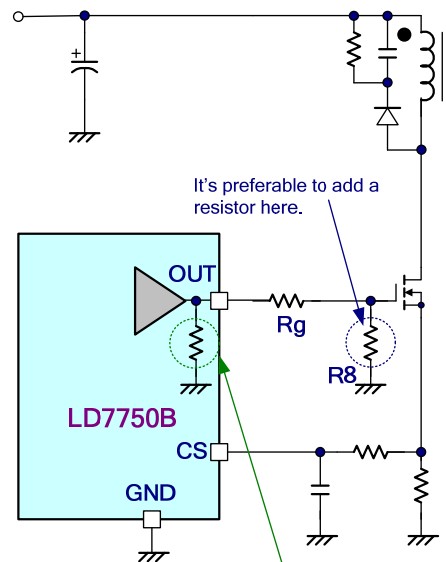 +
It's preferable to add a
resistor here.
OUT
Rg
R8
LD7750B
CS
GND